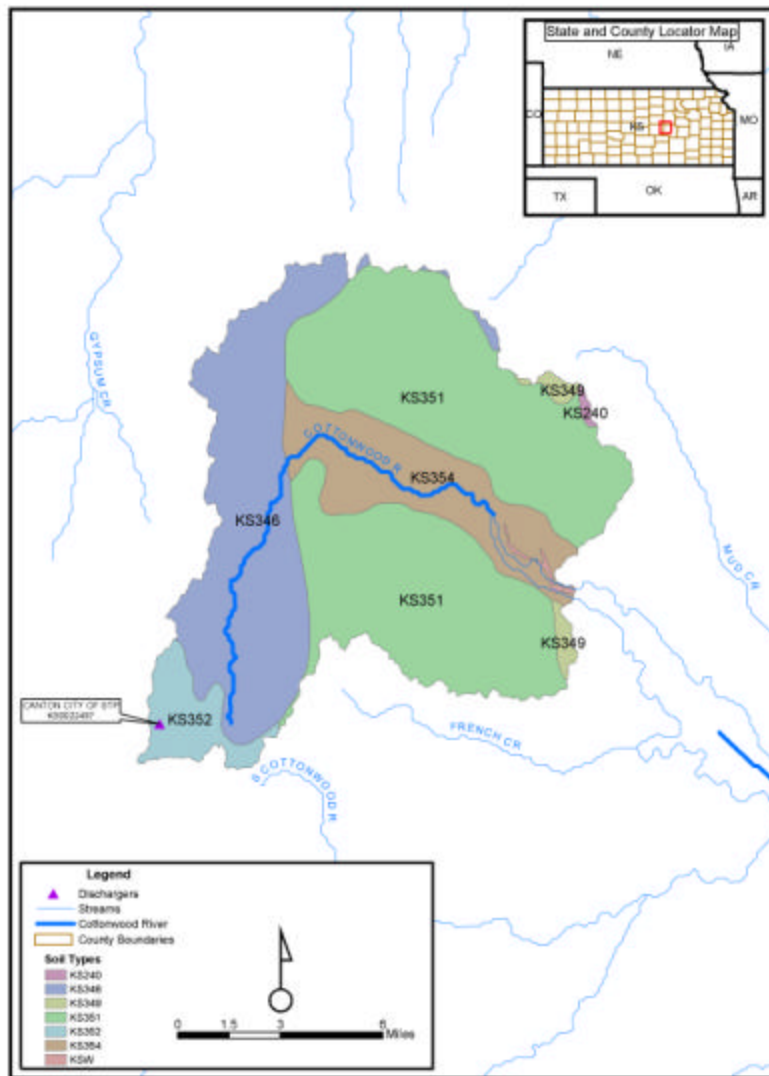 State and County Locator Map
NE
IA
CO
KS
MO
TX
OK
AR
GYPSUM CR
KS351
KS349
KS240
COTTONWOOD R
KS354
KS346
KS351
MUD CR
KS349
CANTON CITY OF STP
KS0022497
KS352
FRENCH CR
S COTTONWOOD R
Legend
Dischargers
Streams
Cottonwood River
County Boundaries
Soil Types
KS240
KS346
KS349
KS351
KS352
KS354
KSW
0 1.5 3 6
Miles